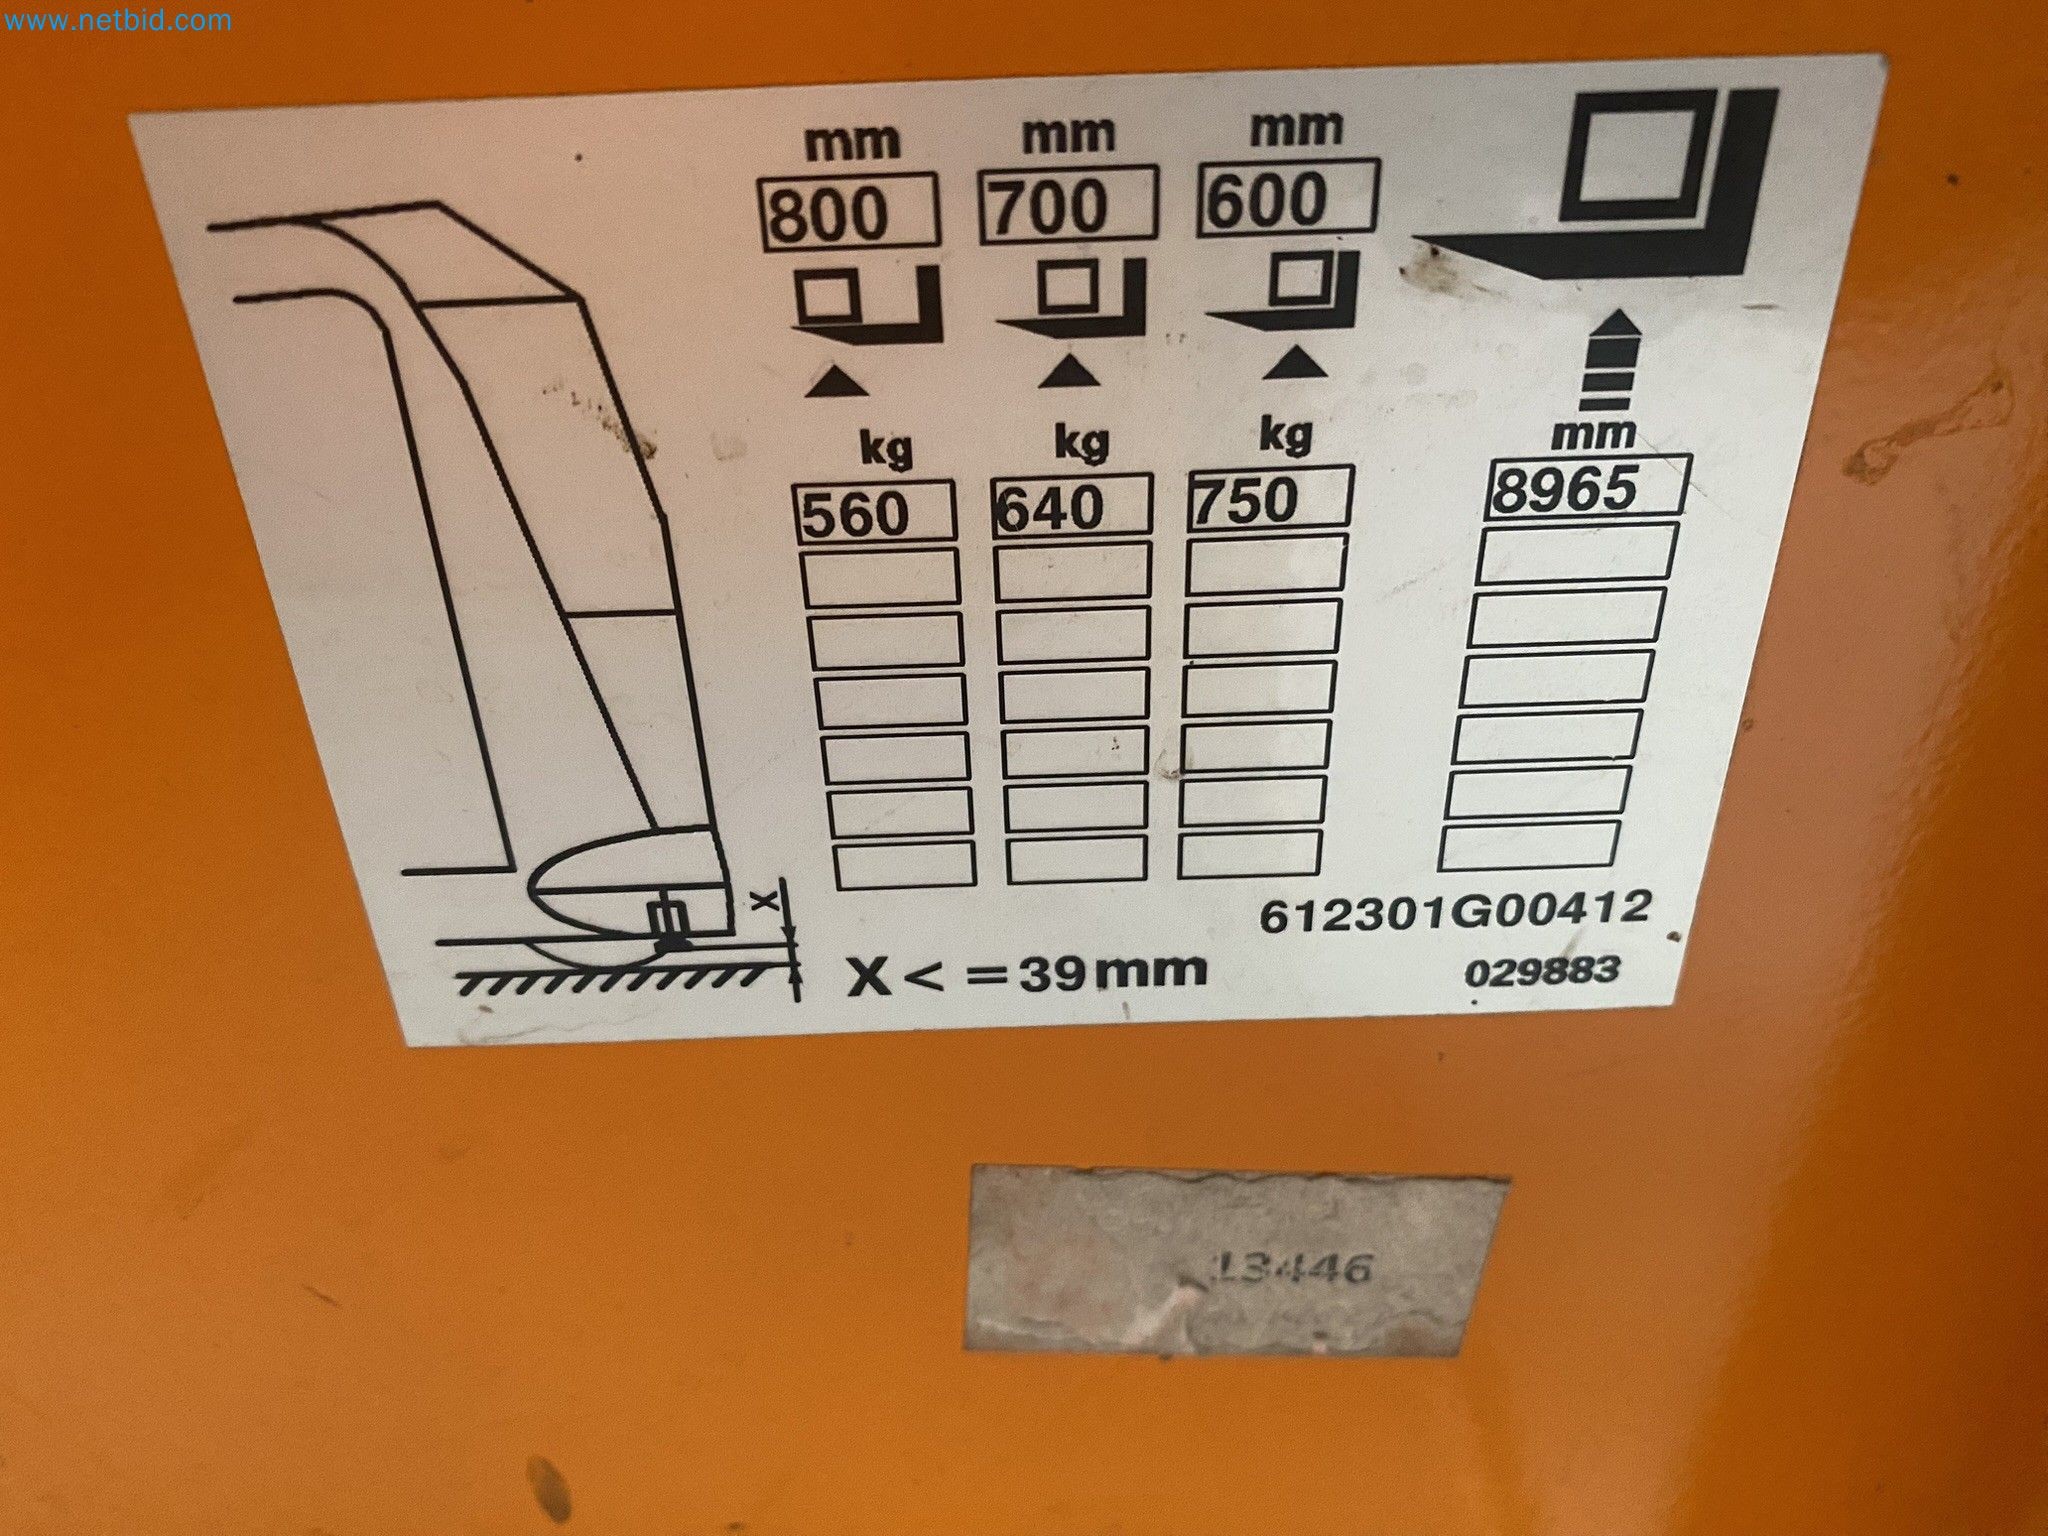 www.netbid.com
mm mm mm
800 700 600
kg kg kg mm
560 640 750 8965
612301G00412
X
X < = 39mm
029883
13446